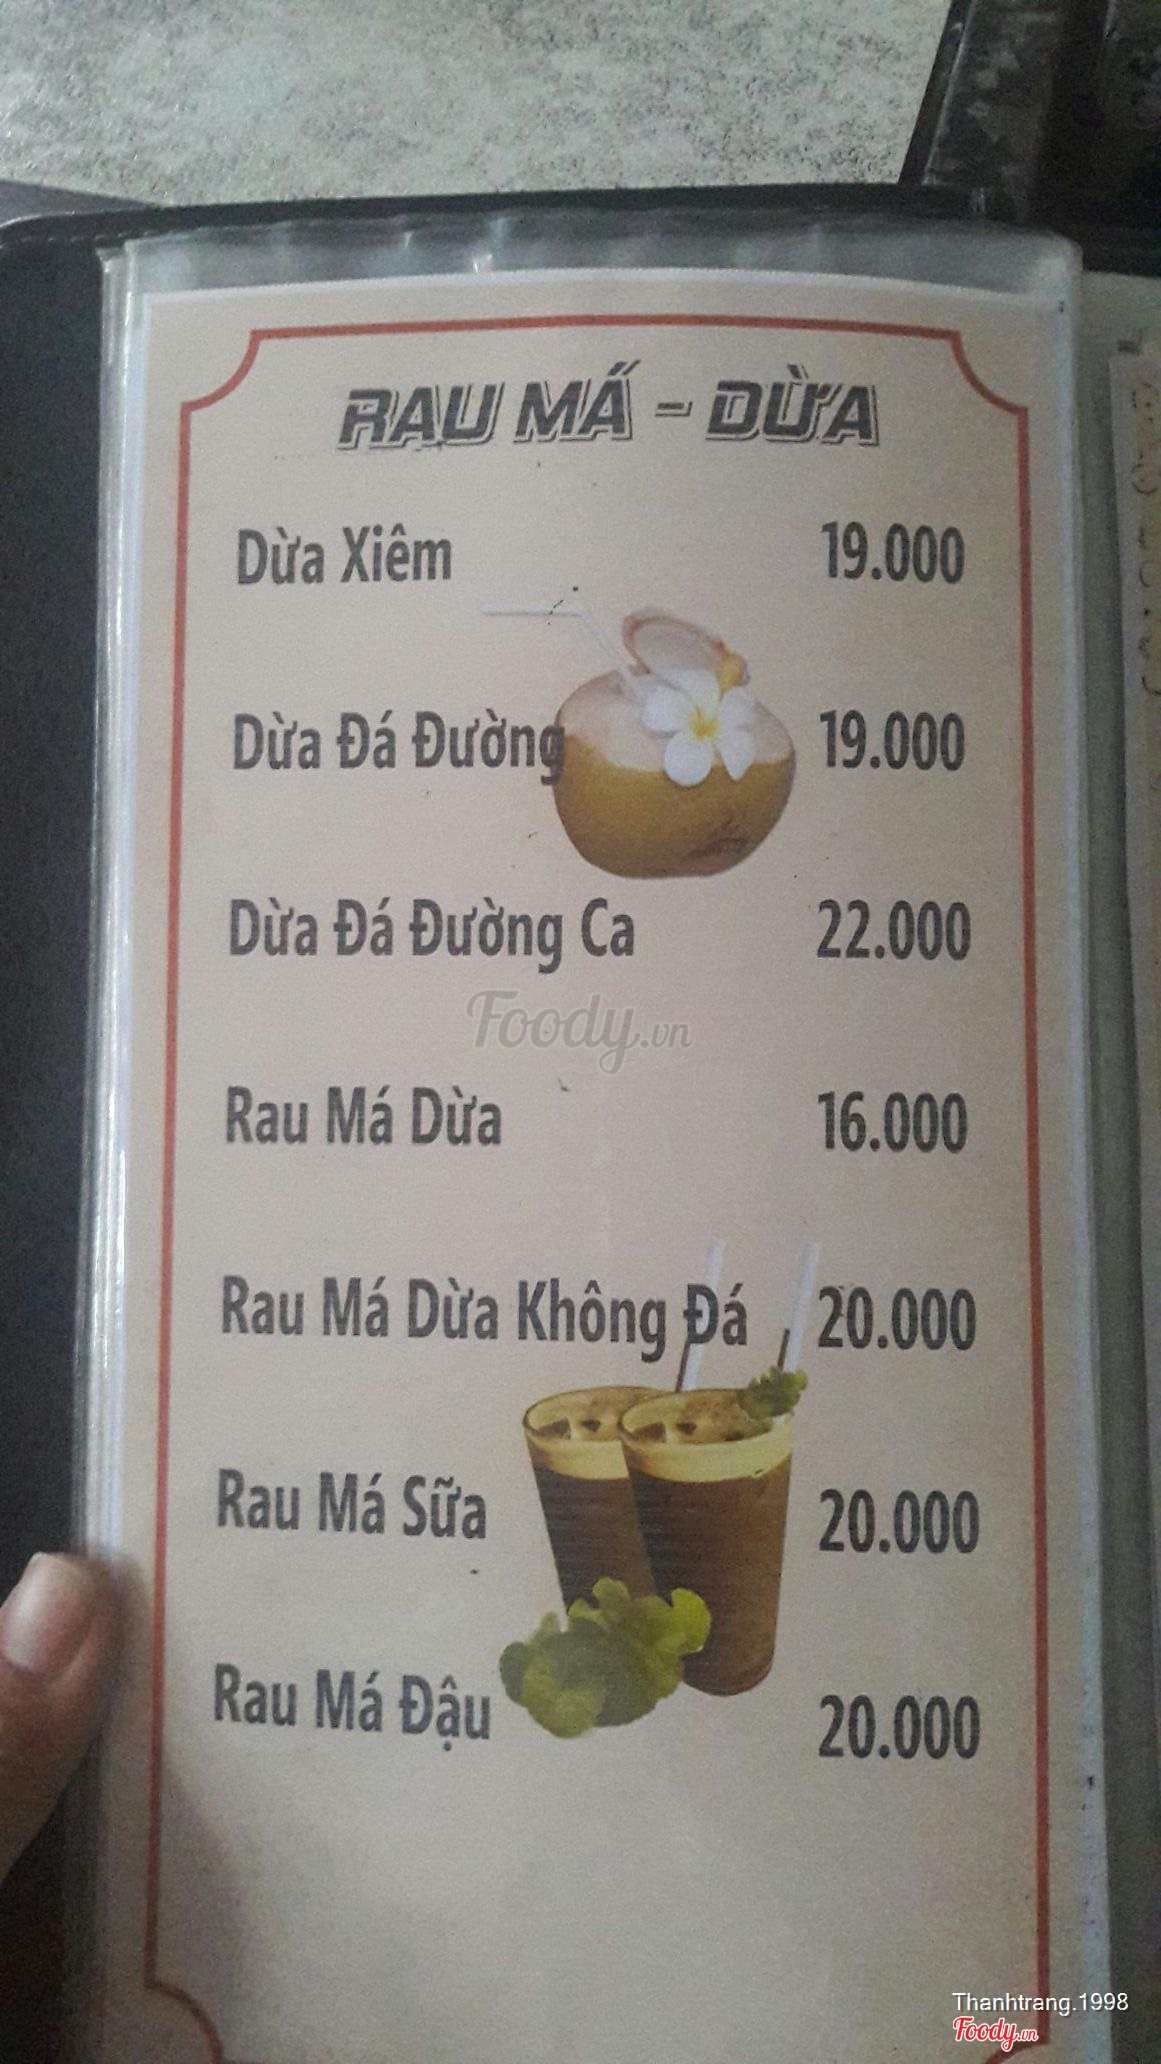 RAU MÁ - DỪA
Dừa Xiêm 19.000
Dừa Đá Đường 19.000
Dừa Đá Đường Ca 22.000
Foody.vn
Rau Má Dừa 16.000
Rau Má Dừa Không Đá 20.000
Rau Má Sữa 20.000
Rau Má Đậu 20.000
Thanhtrang.1998
Foody.vn